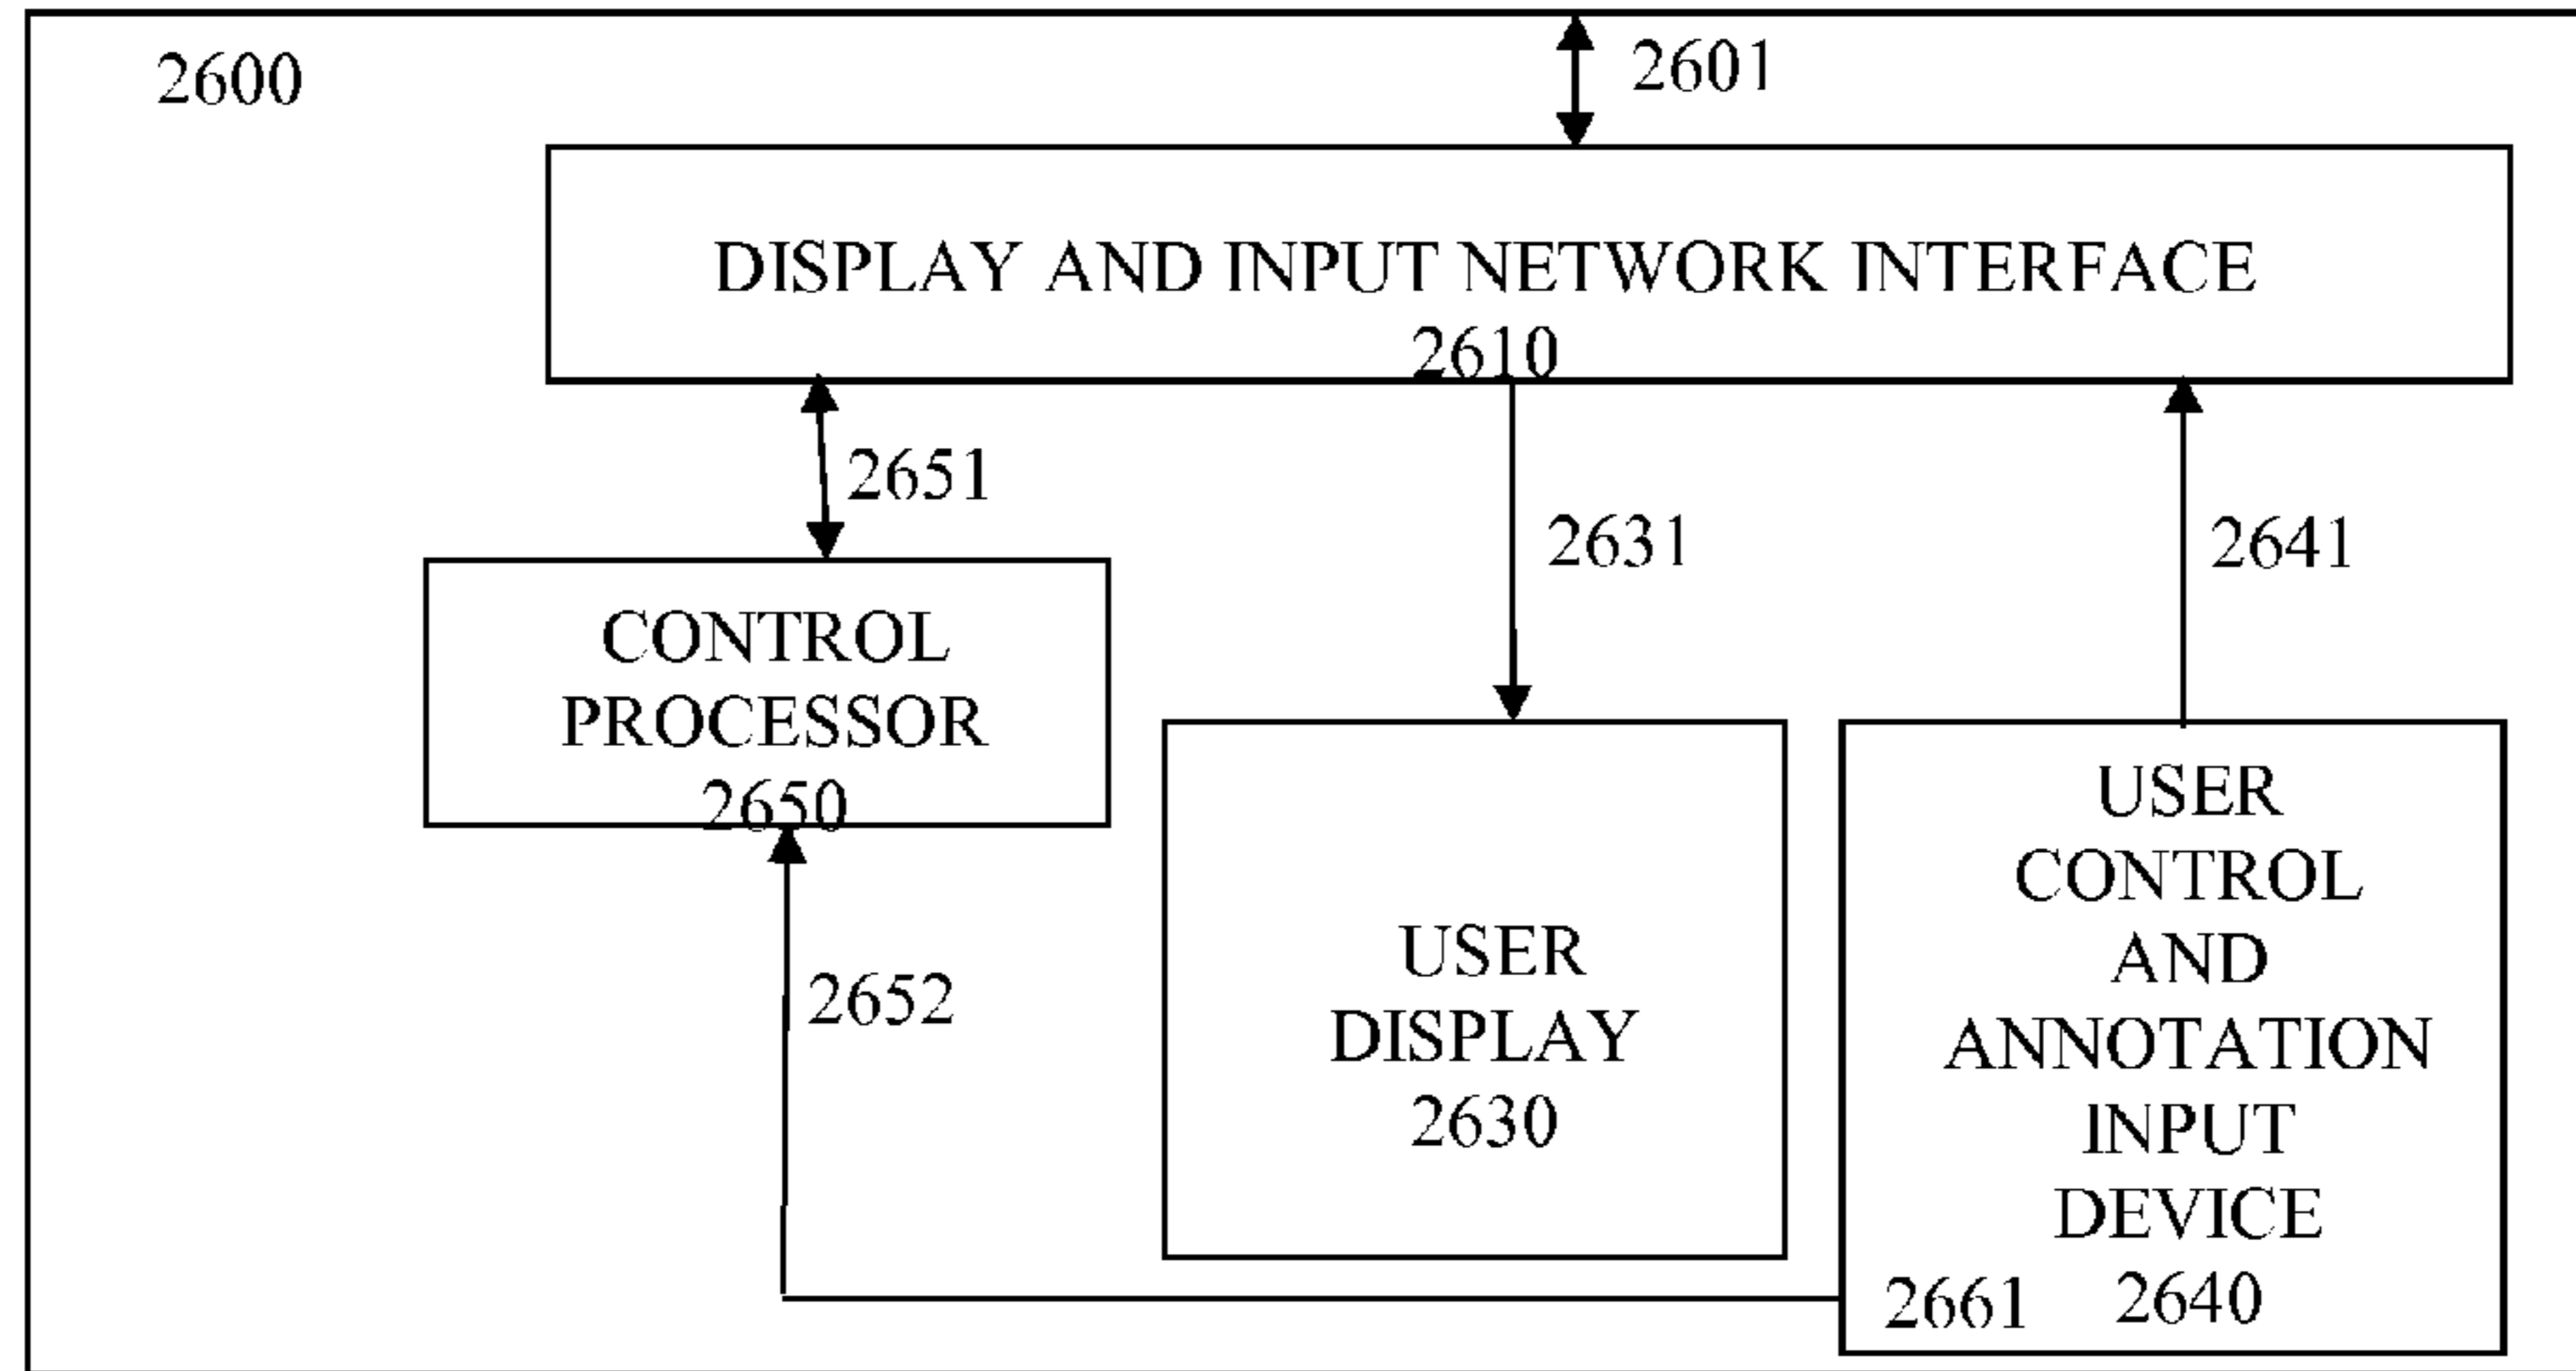 2600
2601
DISPLAY AND INPUT NETWORK INTERFACE
2610
2651
2631
2641
CONTROL
PROCESSOR
2650
2652
USER
DISPLAY
2630
USER
CONTROL
AND
ANNOTATION
INPUT
DEVICE
2661 2640